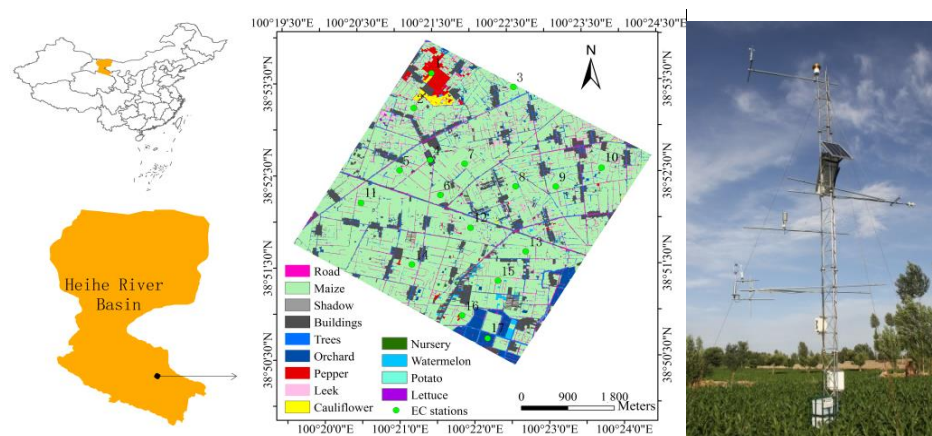 Heihe River
Basin
100°19'30"E 100°20'30"E 100°21'30"E 100°22'30"E 100°23'30"E 100°24'30"E
38°53'30"N
38°52'30"N
38°51'30"N
38°50'30"N
38°53'30"N
38°52'30"N
38°51'30"N
38°50'30"N
N
3
2
10
5
8
9
6
11
12
13
14
15
16
17
Road
Maize
Shadow
Buildings
Trees
Orchard
Pepper
Leek
Cauliflower
Nursery
Watermelon
Potato
Lettuce
EC stations
0 900 1 800
Meters
100°20'0"E 100°21'0"E 100°22'0"E 100°23'0"E 100°24'0"E